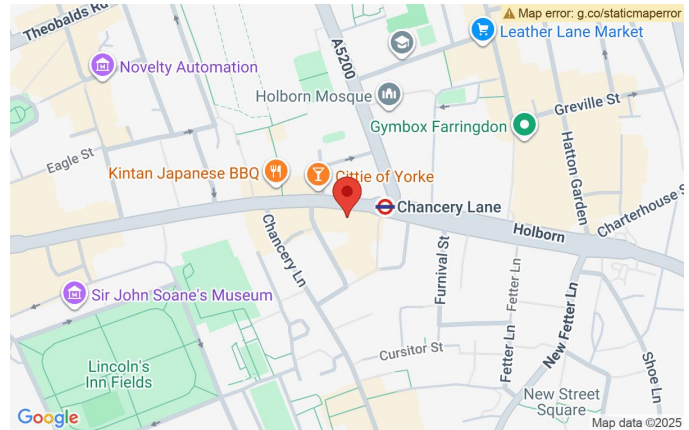 Theobalds Rd
Map error: g.co/staticmaperror
Leather Lane Market
A5200
Novelty Automation
Holborn Mosque
Greville St
Gymbox Farringdon
Eagle St
Hatton Garden
Kintan Japanese BBQ
Cittie of Yorke
Charterhouse S
Chancery Lane
Holborn
Chancery Ln
Furnival St
Fetter Ln
Sir John Soane's Museum
New Fetter Ln
Cursitor St
Fetter Ln
Shoe Ln
Lincoln's
Inn Fields
New Street
Square
Google
Map data ©2025